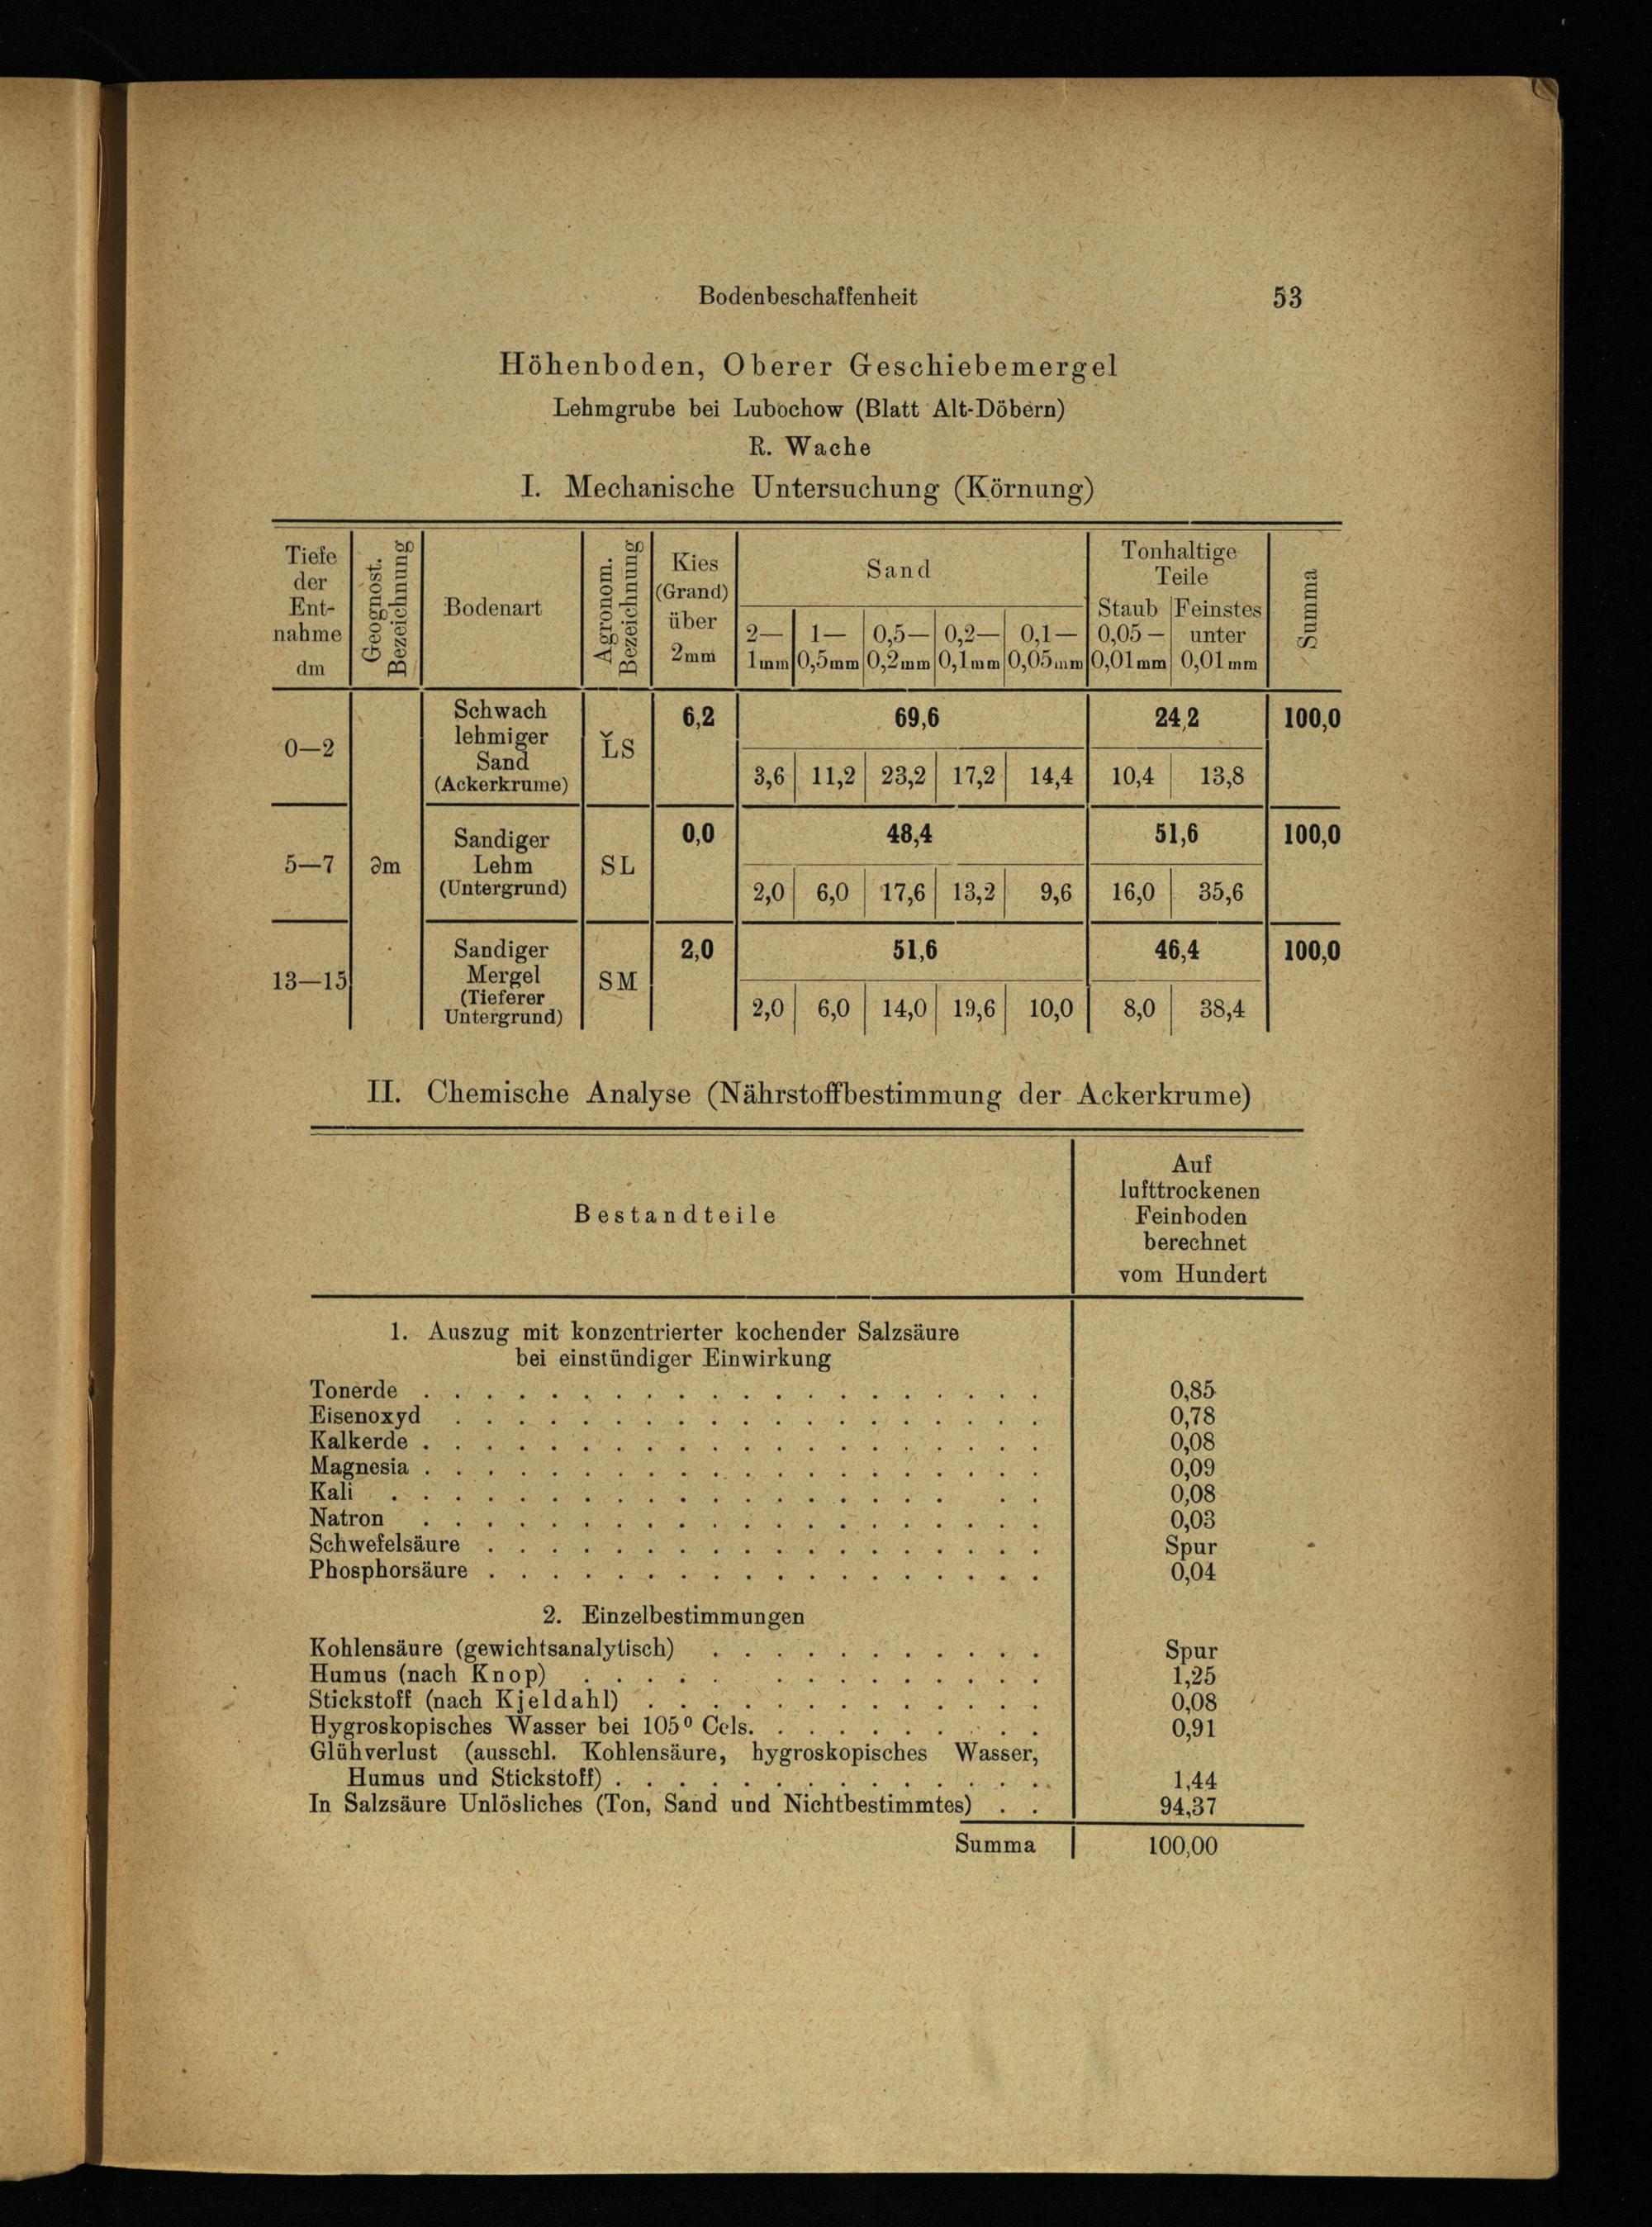 Bodenbeschaffenheit 53
Höhenboden, Oberer Geschiebemergel
Lehmgrube bei Lubochow (Blatt Alt-Döbern)
R. Wache
I. Mechanische Untersuchung (Körnung)
Tiefe der Ent- nahme dm | Geognost. Bezeichnung | Bodenart | Agronom. Bezeichnung | Kies (Grand) über 2mm | Sand | Tonhaltige Teile | Summa
2— 1mm | 1— 0,5mm | 0,5— 0,2mm | 0,2— 0,1mm | 0,1— 0,05mm | Staub 0,05— 0,01mm | Feinstes unter 0,01mm
0—2 | Schwach lehmiger Sand (Ackerkrume) | L̆S | 6,2 | 69,6 | 24,2 | 100,0
3,6 | 11,2 | 23,2 | 17,2 | 14,4 | 10,4 | 13,8
5—7 | ∂m | Sandiger Lehm (Untergrund) | SL | 0,0 | 48,4 | 51,6 | 100,0
2,0 | 6,0 | 17,6 | 13,2 | 9,6 | 16,0 | 35,6
13—15 | Sandiger Mergel (Tieferer Untergrund) | SM | 2,0 | 51,6 | 46,4 | 100,0
2,0 | 6,0 | 14,0 | 19,6 | 10,0 | 8,0 | 38,4
II. Chemische Analyse (Nährstoffbestimmung der Ackerkrume)
Bestandteile
Auf
lufttrockenen
Feinboden
berechnet
vom Hundert
1. Auszug mit konzentrierter kochender Salzsäure
bei einstündiger Einwirkung
Tonerde . . . . 0,85
Eisenoxyd . . . . 0,78
Kalkerde . . . . 0,08
Magnesia . . . . 0,09
Kali . . . . 0,08
Natron . . . . 0,03
Schwefelsäure . . . . Spur
Phosphorsäure . . . . 0,04
2. Einzelbestimmungen
Kohlensäure (gewichtsanalytisch) . . . . Spur
Humus (nach Knop) . . . . 1,25
Stickstoff (nach Kjeldahl) . . . . 0,08
Hygroskopisches Wasser bei 105° Cels. . . . . 0,91
Glühverlust (ausschl. Kohlensäure, hygroskopisches Wasser,
Humus und Stickstoff) . . . . 1,44
In Salzsäure Unlösliches (Ton, Sand und Nichtbestimmtes) . . 94,37
Summa 100,00